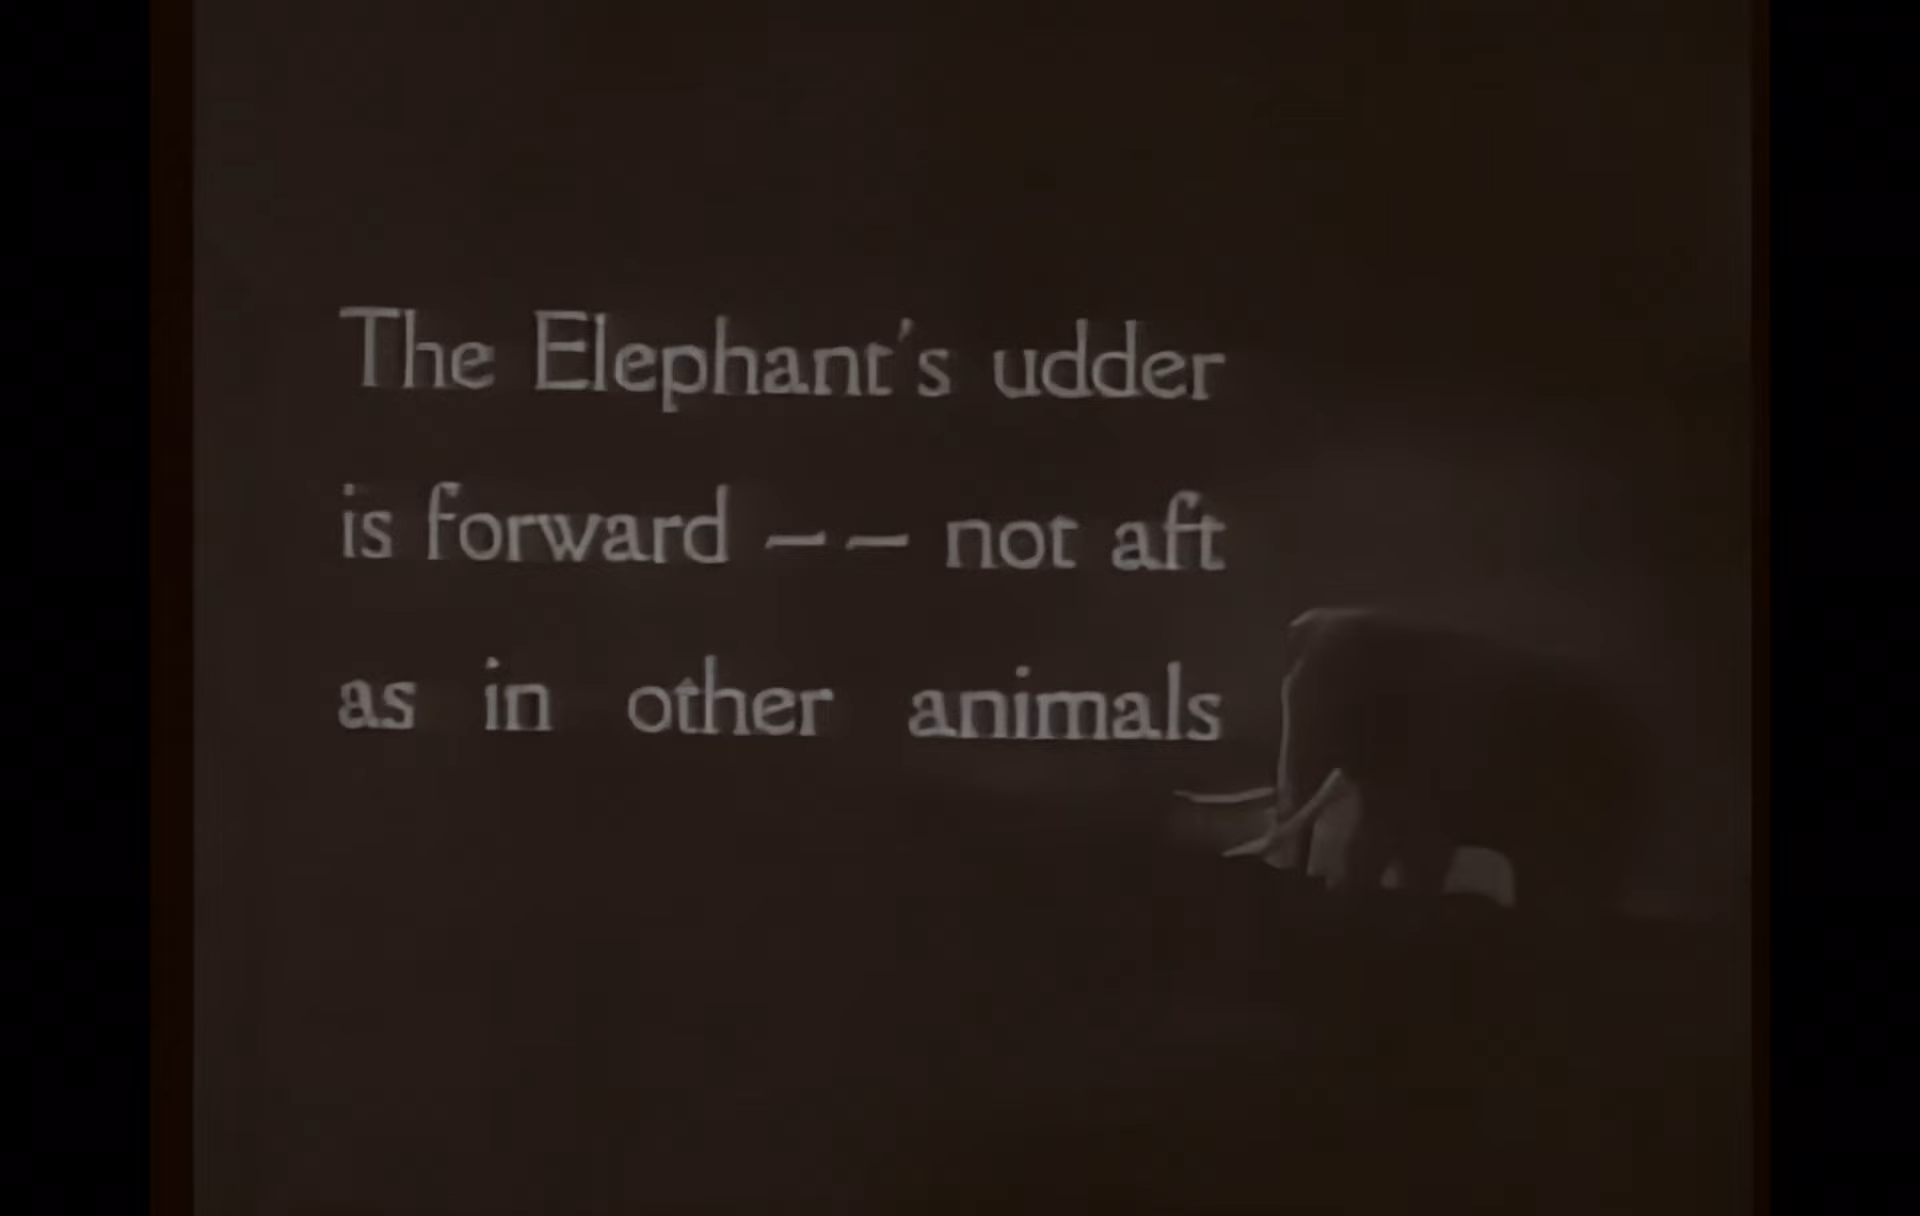 The Elephant's udder
is forward -- not aft
as in other animals